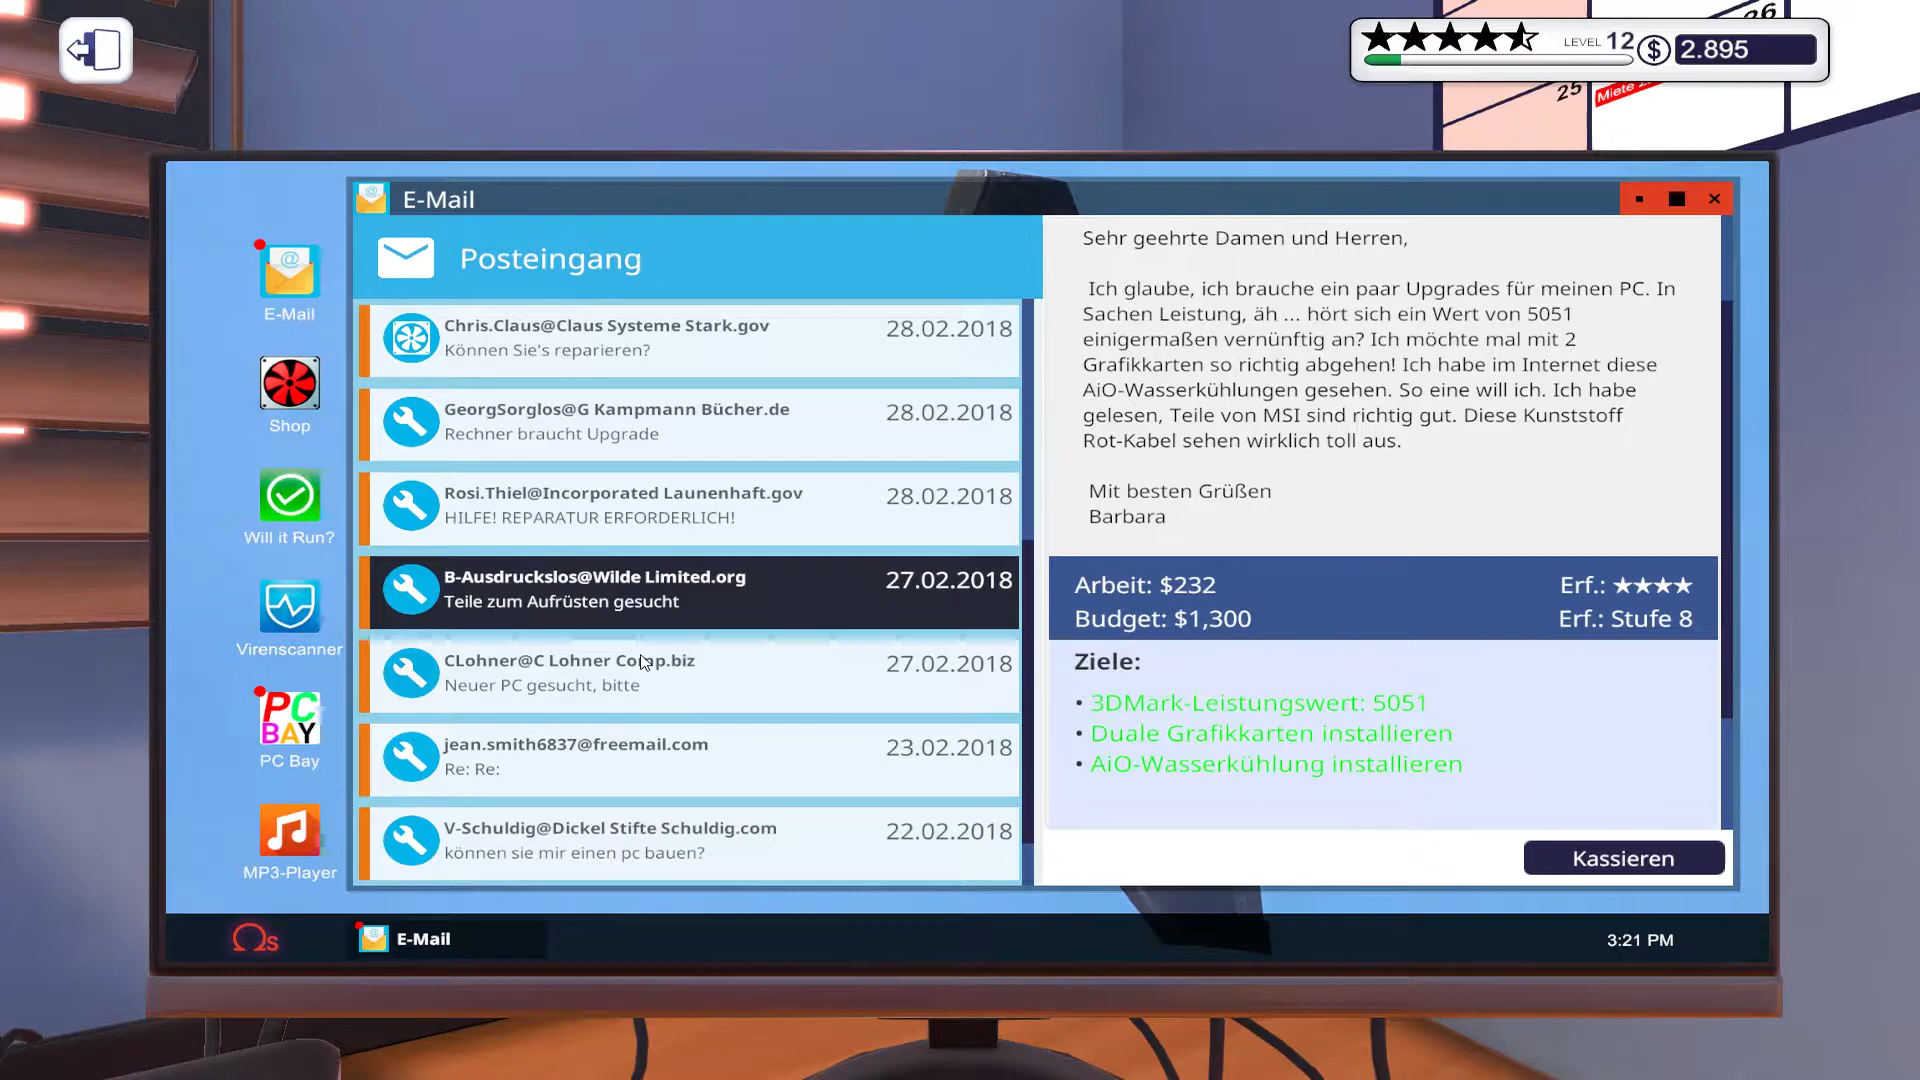 LEVEL 12
$ 2.895
26
25
Miete
E-Mail
Posteingang
E-Mail
Shop
Will it Run?
Virenscanner
PC
BAY
PC Bay
MP3-Player
Chris.Claus@Claus Systeme Stark.gov
28.02.2018
Können Sie's reparieren?
GeorgSorglos@G Kampmann Bücher.de
28.02.2018
Rechner braucht Upgrade
Rosi.Thiel@Incorporated Launenhaft.gov
28.02.2018
HILFE! REPARATUR ERFORDERLICH!
B-Ausdruckslos@Wilde Limited.org
27.02.2018
Teile zum Aufrüsten gesucht
CLohner@C Lohner Comp.biz
27.02.2018
Neuer PC gesucht, bitte
jean.smith6837@freemail.com
23.02.2018
Re: Re:
V-Schuldig@Dickel Stifte Schuldig.com
22.02.2018
können sie mir einen pc bauen?
Sehr geehrte Damen und Herren,
Ich glaube, ich brauche ein paar Upgrades für meinen PC. In
Sachen Leistung, äh ... hört sich ein Wert von 5051
einigermaßen vernünftig an? Ich möchte mal mit 2
Grafikkarten so richtig abgehen! Ich habe im Internet diese
AiO-Wasserkühlungen gesehen. So eine will ich. Ich habe
gelesen, Teile von MSI sind richtig gut. Diese Kunststoff
Rot-Kabel sehen wirklich toll aus.
Mit besten Grüßen
Barbara
Arbeit: $232
Erf.: ★★★★
Budget: $1,300
Erf.: Stufe 8
Ziele:
• 3DMark-Leistungswert: 5051
• Duale Grafikkarten installieren
• AiO-Wasserkühlung installieren
Kassieren
Ωs
E-Mail
3:21 PM